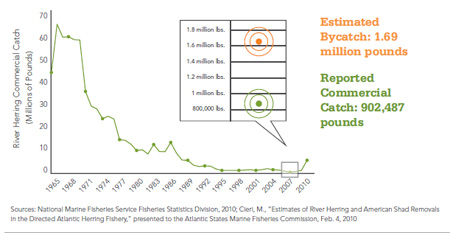 River Herring Commercial Catch
(Millions of Pounds)
70
60
50
40
30
20
10
0
1.8 million lbs.
1.6 million lbs.
1.4 million lbs.
1.2 million lbs.
1 million lbs.
800,000 lbs.
Estimated
Bycatch: 1.69
million pounds
Reported
Commercial
Catch: 902,487
pounds
1965
1968
1971
1974
1977
1980
1983
1986
1989
1992
1995
1998
2001
2004
2007
2010
Sources: National Marine Fisheries Service Fisheries Statistics Division, 2010; Cieri, M., “Estimates of River Herring and American Shad Removals
in the Directed Atlantic Herring Fishery,” presented to the Atlantic States Marine Fisheries Commission, Feb. 4, 2010